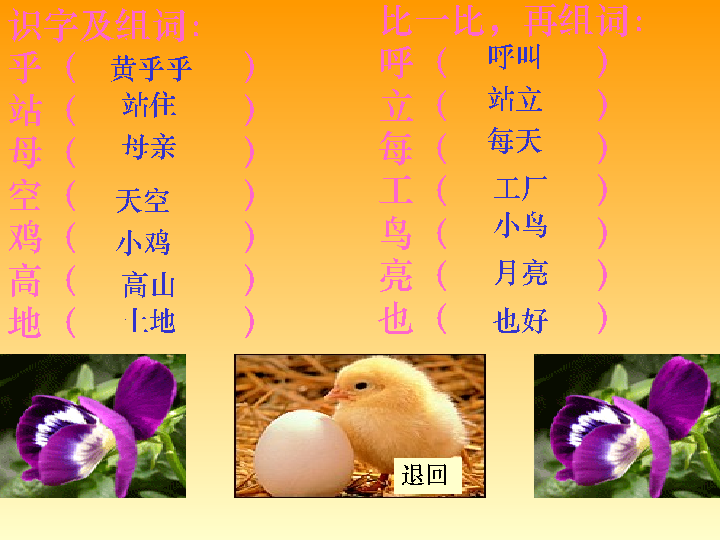 识字及组词：
乎（ 黄乎乎 ）
站（ 站住 ）
母（ 母亲 ）
空（ 天空 ）
鸡（ 小鸡 ）
高（ 高山 ）
地（ 土地 ）
比一比，再组词：
呼（ 呼叫 ）
立（ 站立 ）
每（ 每天 ）
工（ 工厂 ）
鸟（ 小鸟 ）
亮（ 月亮 ）
也（ 也好 ）
退回